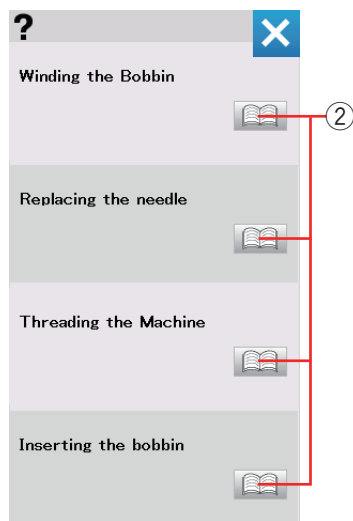 ?
Winding the Bobbin
②
Replacing the needle
Threading the Machine
Inserting the bobbin